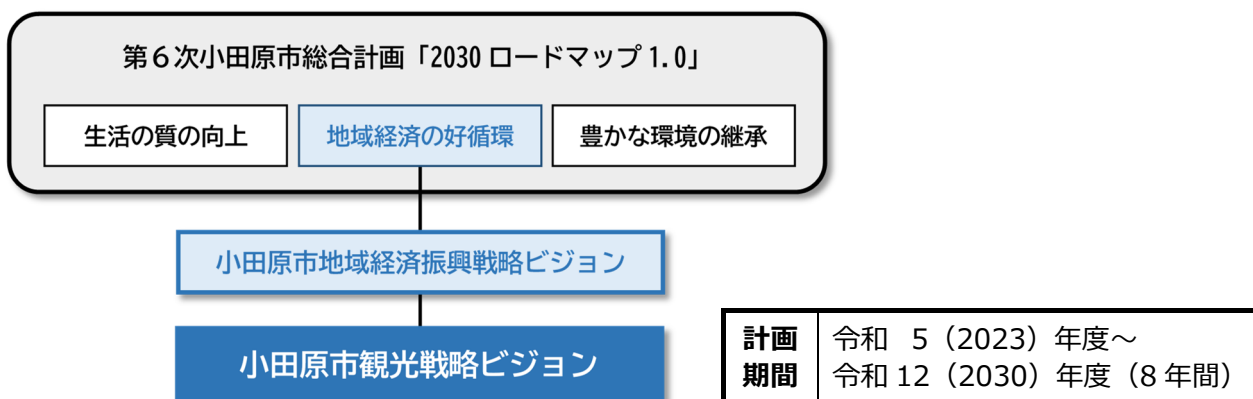 第６次小田原市総合計画「2030 ロードマップ 1.0」
生活の質の向上
地域経済の好循環
豊かな環境の継承
小田原市地域経済振興戦略ビジョン
小田原市観光戦略ビジョン
計画 令和 5（2023）年度～
期間 令和 12（2030）年度（8 年間）